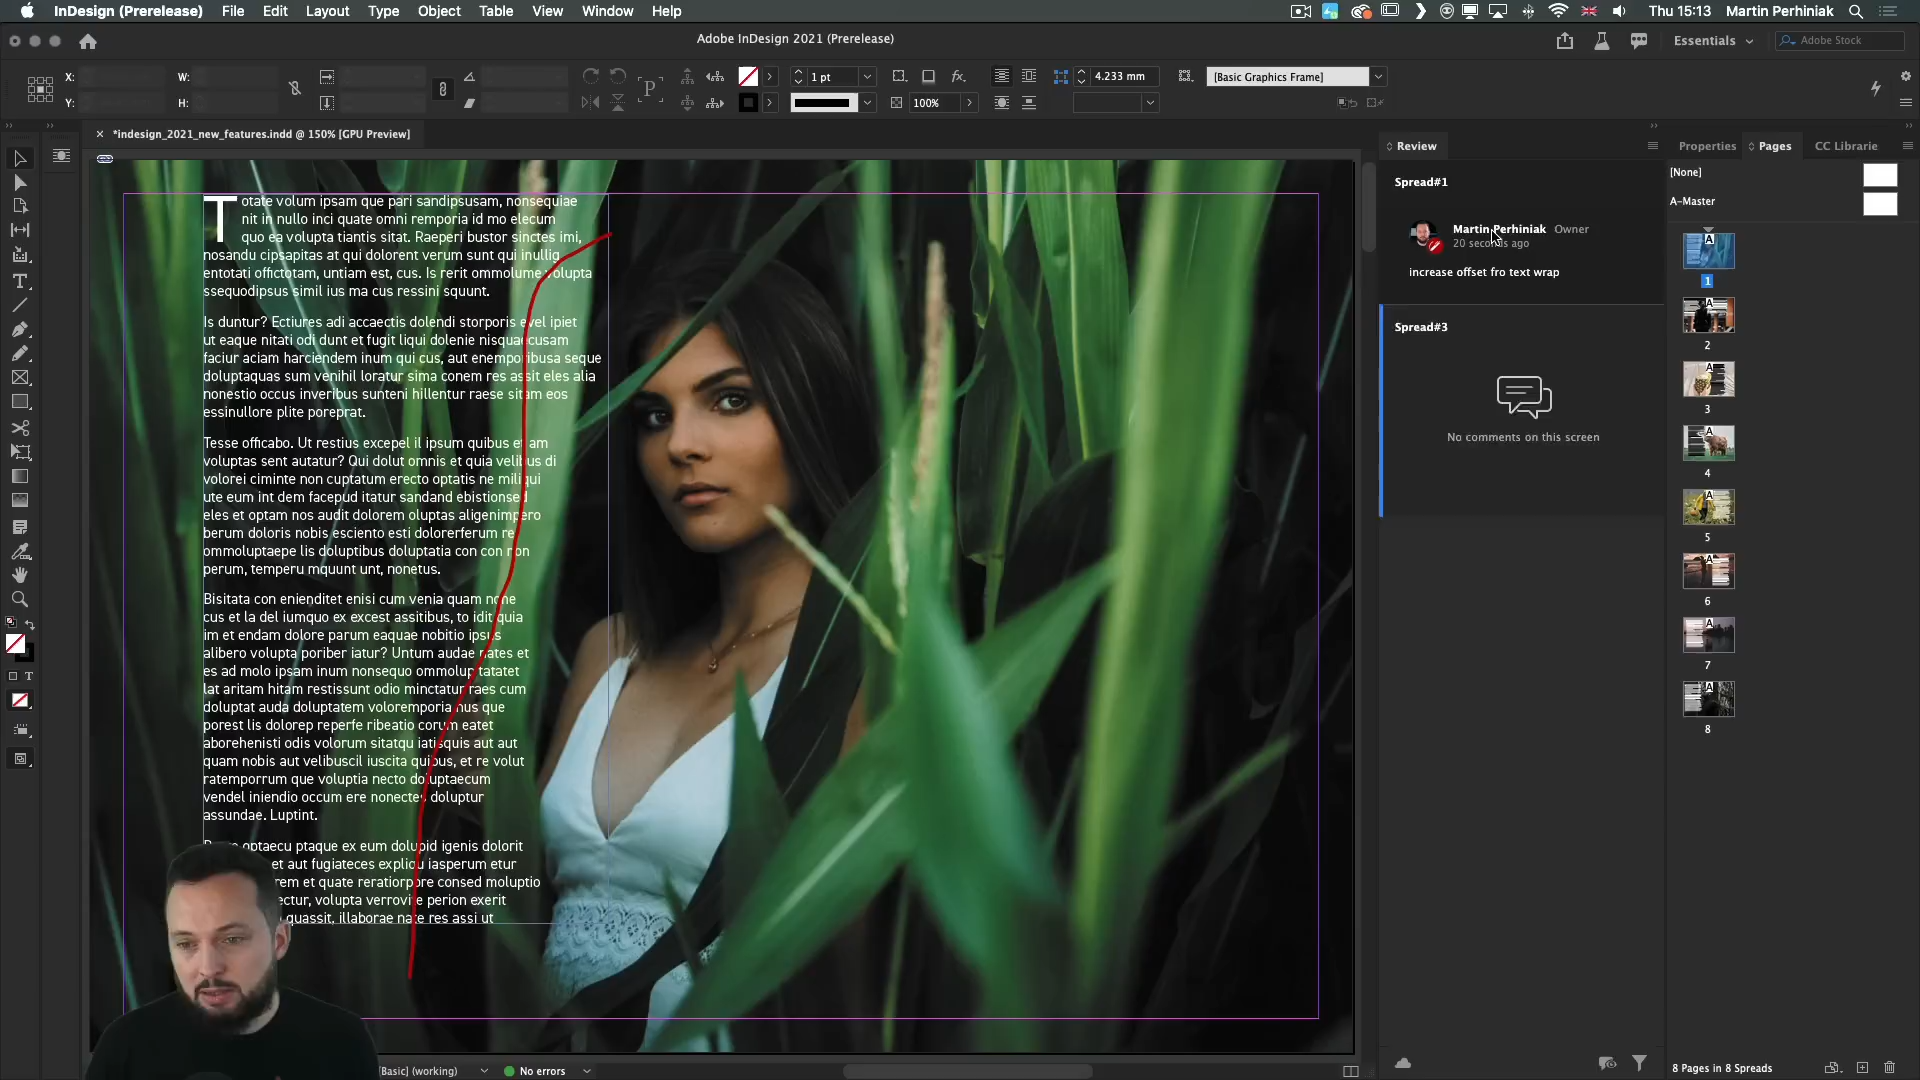 InDesign (Prerelease) File Edit Layout Type Object Table View Window Help Thu 15:13 Martin Perhiniak
Adobe InDesign 2021 (Prerelease)
Essentials
Adobe Stock
X: W: 1 pt 4.233 mm [Basic Graphics Frame]
Y: H: 100%
*indesign_2021_new_features.indd @ 150% [GPU Preview]
Totate volum ipsam que pari sandipsusam, nonsequiae
nit in nullo inci quate omni remporia id mo elecum
quo ea volupta tiantis sitat. Raeperi bustor sinctes imi,
nosandu cipsapitas at qui dolorent verum sunt qui inullig
entotati offictotam, untiam est, cus. Is rerit ommolume volupta
ssequodipsus simil ius ma cus ressini squunt.
Is duntur? Ectiures adi accaectis dolendi storporis evel ipiet
ut eaque nitati odi dunt et fugit liqui dolenie nisquaecusam
faciur aciam harciendem inum qui cus, aut enemporibusa seque
doluptaquas sum venihil loratur sima conem res assit eles alia
nonestio occus inveribus sunteni hillentur raese sitam eos
essinullore plite poreprat.
Tesse officabo. Ut restius excepel il ipsum quibus et am
voluptas sent autatur? Qui dolut omnis et quia velibus di
volorei ciminte non cuptatum erecto optatis ne miliqui
ute eum int dem facepud itatur sandand ebistionsed
eles et optam nos audit dolorem oluptas aligenimpero
berum doloris nobis esciento esti dolorerferum re
ommoluptaepe lis doluptibus doluptatia con con non
perum, temperu mquunt unt, nonetus.
Bisitata con enienditet enisi cum venia quam none
cus et la del iumquo ex excest assitibus, to idit quia
im et endam dolore parum eaquae nobitio ipsus
alibero volupta poriber iatur? Untum audae nates et
es ad molo ipsam inum nonsequo ommolup tatatet
lat aritam hitam restissunt odio minctatur raes cum
doluptat auda doluptatem voloremporia nus que
porest lis dolorep reperfe ribeatio corum eatet
aborehenisti odis volorum sitatqu iatisquis aut aut
quam nobis aut velibuscil iuscita quibus, et re volut
ratemporrum que voluptia necto doluptaecum
vendel iniendio occum ere nonectes doluptur
assundae. Luptint.
optaecu ptaque ex eum dolupid igenis dolorit
et aut fugiateces expliqu iasperum etur
rem et quate reratiorpore consed moluptio
ectur, volupta verrovite perion exerit
quassit, illaborae nate res assi ut
[Basic] (working) No errors
Review
Spread#1
Martin Perhiniak Owner
20 seconds ago
increase offset fro text wrap
Spread#3
No comments on this screen
Properties Pages CC Librarie
[None]
A-Master
A
1
A
2
A
3
A
4
A
5
A
6
A
7
A
8
8 Pages in 8 Spreads